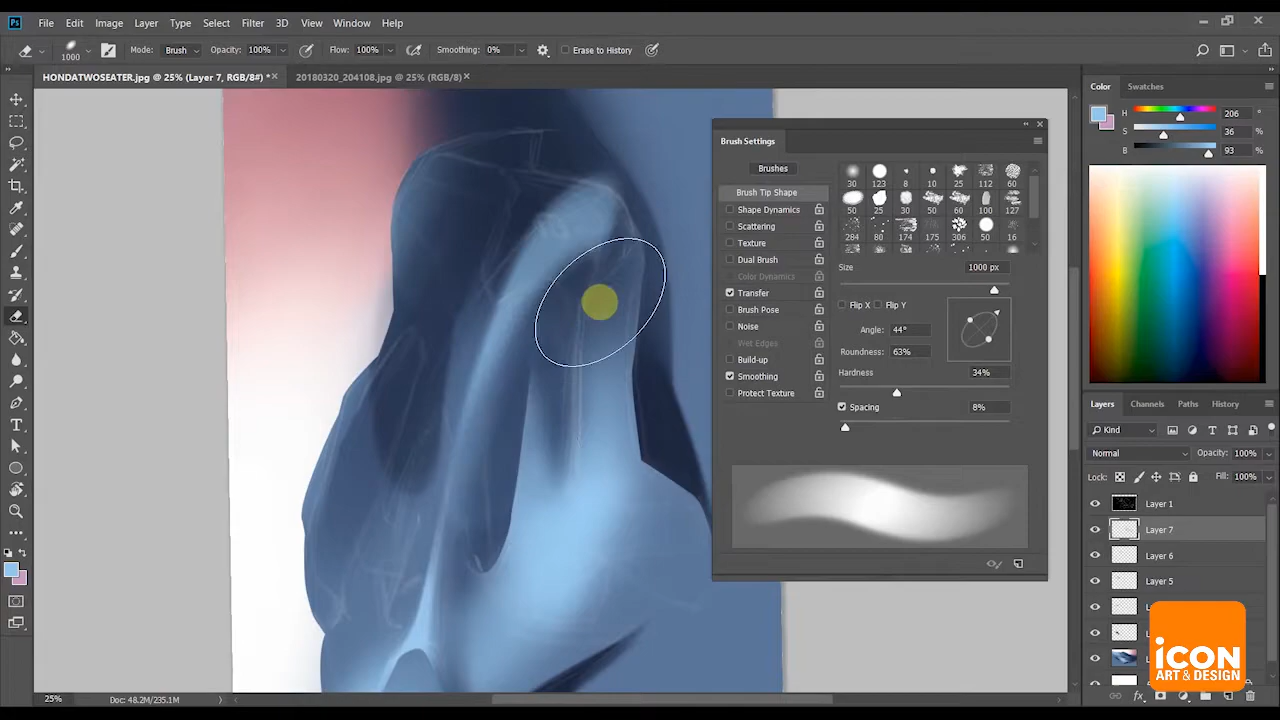 Ps File Edit Image Layer Type Select Filter 3D View Window Help
1000 Mode: Brush Opacity: 100% Flow: 100% Smoothing: 0% Erase to History
HONDATWOSEATER.jpg @ 25% (Layer 7, RGB/8#) * 20180320_204108.jpg @ 25% (RGB/8)
Color Swatches
H 206 °
S 36 %
B 93 %
Brush Settings
Brushes
Brush Tip Shape
Shape Dynamics
Scattering
Texture
Dual Brush
Color Dynamics
Transfer
Brush Pose
Noise
Wet Edges
Build-up
Smoothing
Protect Texture
30 123 8 10 25 112 60
50 25 30 50 60 100 127
284 80 174 175 306 50 16
Size 1000 px
Flip X Flip Y
Angle: 44°
Roundness: 63%
Hardness 34%
Spacing 8%
Layers Channels Paths History
Kind
Normal Opacity: 100%
Lock: Fill: 100%
Layer 1
Layer 7
Layer 6
Layer 5
fx
iCON
ART & DESIGN
25% Doc: 48.2M/235.1M